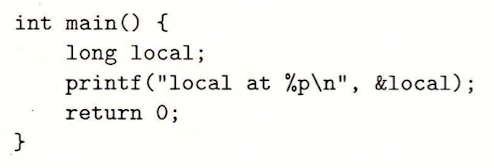 int main() {
    long local;
    printf("local at %p\n", &local);
    return 0;
}